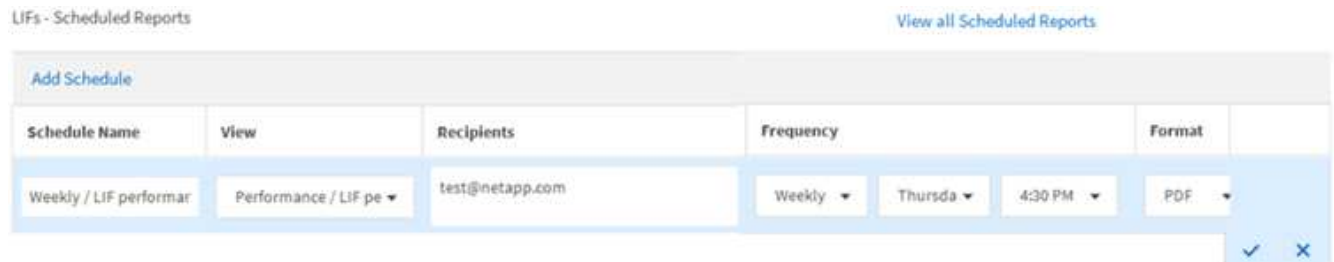 LIFs - Scheduled Reports View all Scheduled Reports
Add Schedule
Schedule Name View Recipients Frequency Format
Weekly / LIF performar Performance / LIF pe test@netapp.com Weekly Thursda 4:30 PM PDF